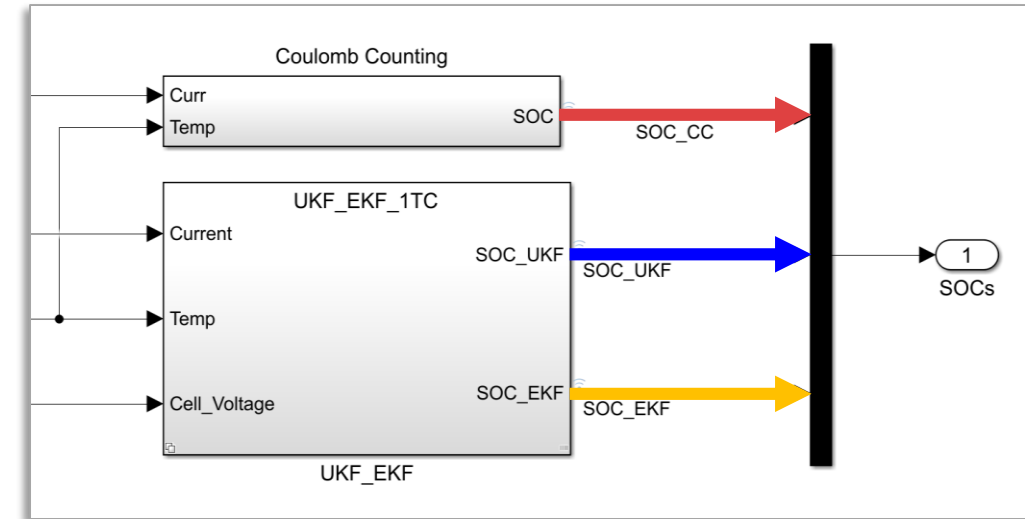 Coulomb Counting
Curr
Temp
SOC
SOC_CC
UKF_EKF_1TC
Current
Temp
Cell_Voltage
SOC_UKF
SOC_UKF
SOC_EKF
SOC_EKF
UKF_EKF
1
SOCs